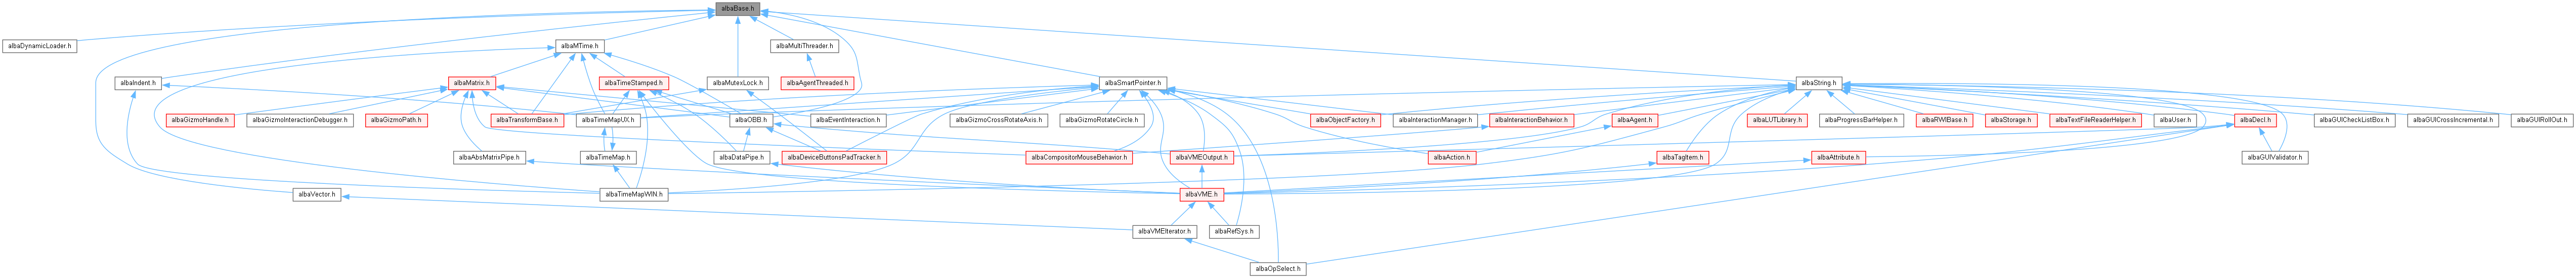 albaBase.h
albaDynamicLoader.h
albaMTime.h
albaMultiThreader.h
albaIndent.h
albaMatrix.h
albaTimeStamped.h
albaMutexLock.h
albaAgentThreaded.h
albaSmartPointer.h
albaString.h
albaGizmoHandle.h
albaGizmoInteractionDebugger.h
albaGizmoPath.h
albaTransformBase.h
albaTimeMapUX.h
albaOBB.h
albaEventInteraction.h
albaGizmoCrossRotateAxis.h
albaGizmoRotateCircle.h
albaObjectFactory.h
albaInteractionManager.h
albaInteractionBehavior.h
albaAgent.h
albaLUTLibrary.h
albaProgressBarHelper.h
albaRWIBase.h
albaStorage.h
albaTextFileReaderHelper.h
albaUser.h
albaDecl.h
albaGUICheckListBox.h
albaGUICrossIncremental.h
albaGUIRollOut.h
albaAbsMatrixPipe.h
albaTimeMap.h
albaDataPipe.h
albaDeviceButtonsPadTracker.h
albaCompositorMouseBehavior.h
albaVMEOutput.h
albaAction.h
albaTagItem.h
albaAttribute.h
albaGUIValidator.h
albaVector.h
albaTimeMapWIN.h
albaVME.h
albaVMEIterator.h
albaRefSys.h
albaOpSelect.h